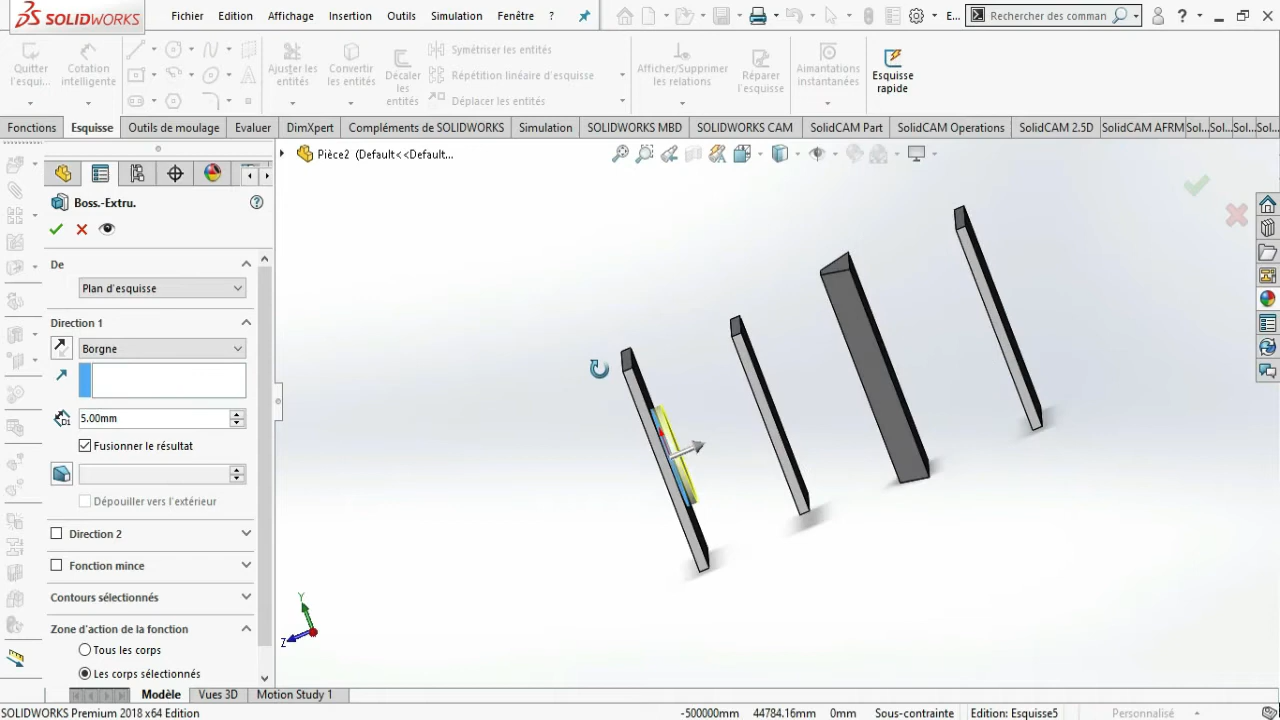 SOLIDWORKS
Fichier Edition Affichage Insertion Outils Simulation Fenêtre ? E... Rechercher des comman ?
Quitter l'esqui...
Cotation intelligente
Ajuster les entités
Convertir les entités
Décaler les entités
Symétriser les entités
Répétition linéaire d'esquisse
Déplacer les entités
Afficher/Supprimer les relations
Réparer l'esquisse
Aimantations instantanées
Esquisse rapide
Fonctions Esquisse Outils de moulage Evaluer DimXpert Compléments de SOLIDWORKS Simulation SOLIDWORKS MBD SOLIDWORKS CAM SolidCAM Part SolidCAM Operations SolidCAM 2.5D SolidCAM AFRM Sol... Sol... Sol... Sol...
Pièce2 (Default<<Default...
Boss.-Extru.
De
Plan d'esquisse
Direction 1
Borgne
D1
5.00mm
Fusionner le résultat
Dépouiller vers l'extérieur
Direction 2
Fonction mince
Contours sélectionnés
Zone d'action de la fonction
Tous les corps
Les corps sélectionnés
Y
Z
Modèle Vues 3D Motion Study 1
SOLIDWORKS Premium 2018 x64 Edition -500000mm 44784.16mm 0mm Sous-contrainte Edition: Esquisse5 Personnalisé